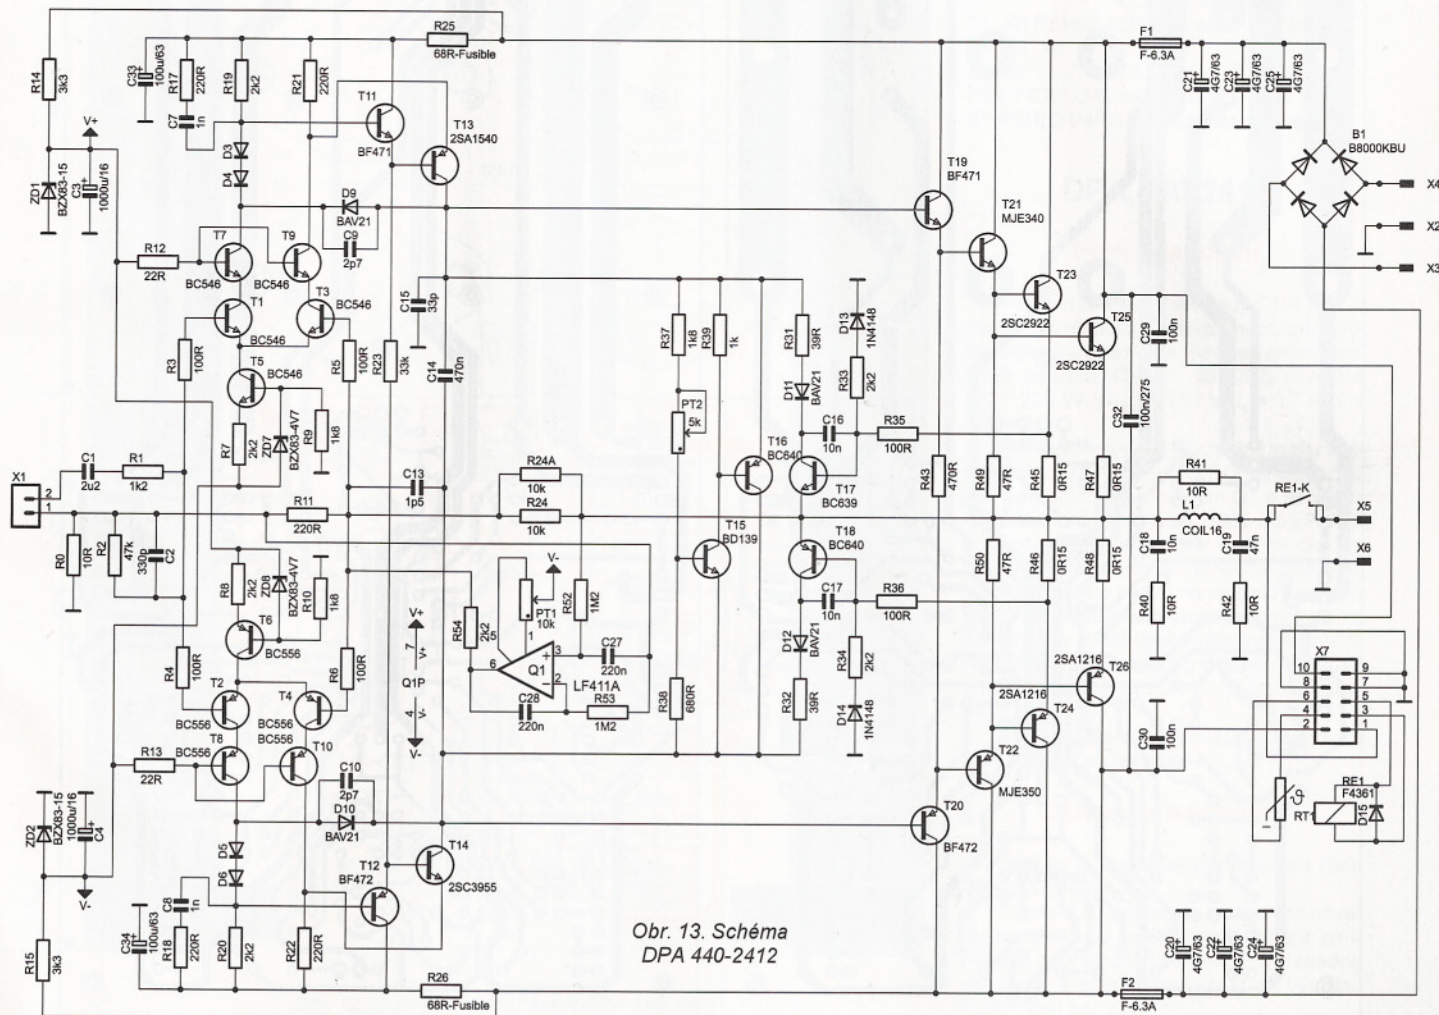 R25
68R-Fusible
F1
F-6.3A
R14
3k3
C33
100u/63
+
R17
220R
R19
2k2
R21
220R
C7
1n
T11
BF471
T13
2SA1540
C21
4G7/63
+
C23
4G7/63
+
C25
4G7/63
+
B1
B8000KBU
X4
X2
X3
V+
ZD1
BZX83-15
C3
1000u/16
+
D3
D4
D9
BAV21
C9
2p7
T19
BF471
T21
MJE340
R12
22R
T7
BC546
T9
BC546
T1
BC546
T3
BC546
T23
2SC2922
T25
2SC2922
C29
100n
C15
33p
R3
100R
R5
100R
R23
33k
C14
470n
R37
1k8
R39
1k
R31
39R
D13
1N4148
D11
BAV21
R33
2k2
PT2
5k
T5
BC546
R7
2k2
ZD7
BZX83-4V7
R9
1k8
C32
100n/275
X1
2
1
C1
2u2
R1
1k2
C13
1p5
R24A
10k
R24
10k
T16
BC640
C16
10n
R35
100R
T17
BC639
R43
470R
R49
47R
R45
0R15
R47
0R15
R41
10R
L1
COIL16
RE1-K
X5
X6
R11
220R
R0
10R
R2
47k
C2
330p
T15
BD139
T18
BC640
C17
10n
R36
100R
R50
47R
R46
0R15
R48
0R15
C18
10n
C19
47n
R40
10R
R42
10R
R8
2k2
ZD8
BZX83-4V7
R10
1k8
T6
BC556
R4
100R
R6
100R
V+
7
V+
Q1P
4
V-
V-
R54
2k2
V-
PT1
10k
R52
1M2
5
1
6
Q1
+
3
-
2
LF411A
C27
220n
C28
220n
R53
1M2
R38
680R
D12
BAV21
R32
39R
R34
2k2
D14
1N4148
T2
BC556
T4
BC556
T8
BC556
T10
BC556
R13
22R
2SA1216
T26
2SA1216
T24
T22
MJE350
C30
100n
X7
10
8
6
4
2
9
7
5
3
1
ϑ
RT1
RE1
F4361
D15
ZD2
BZX83-15
1000u/16
C4
+
V-
C10
2p7
D10
BAV21
T20
BF472
D5
D6
T12
BF472
T14
2SC3955
R15
3k3
C34
100u/63
+
C8
1n
R18
220R
R20
2k2
R22
220R
R26
68R-Fusible
Obr. 13. Schéma
DPA 440-2412
C20
4G7/63
+
C22
4G7/63
+
C24
4G7/63
+
F2
F-6.3A